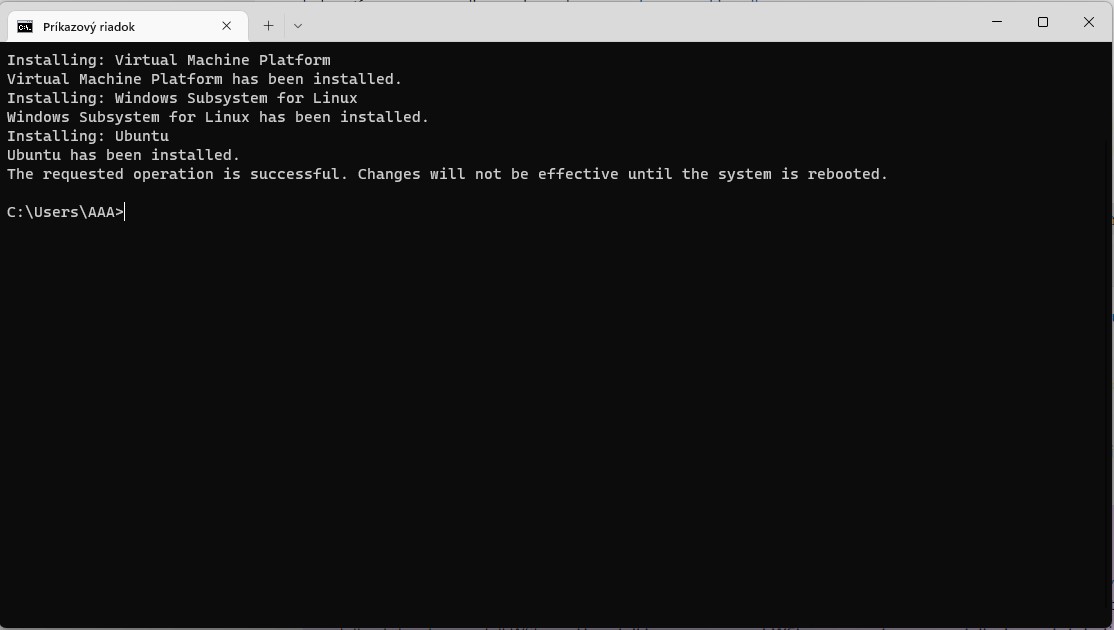 Príkazový riadok
Installing: Virtual Machine Platform
Virtual Machine Platform has been installed.
Installing: Windows Subsystem for Linux
Windows Subsystem for Linux has been installed.
Installing: Ubuntu
Ubuntu has been installed.
The requested operation is successful. Changes will not be effective until the system is rebooted.
C:\Users\AAA>